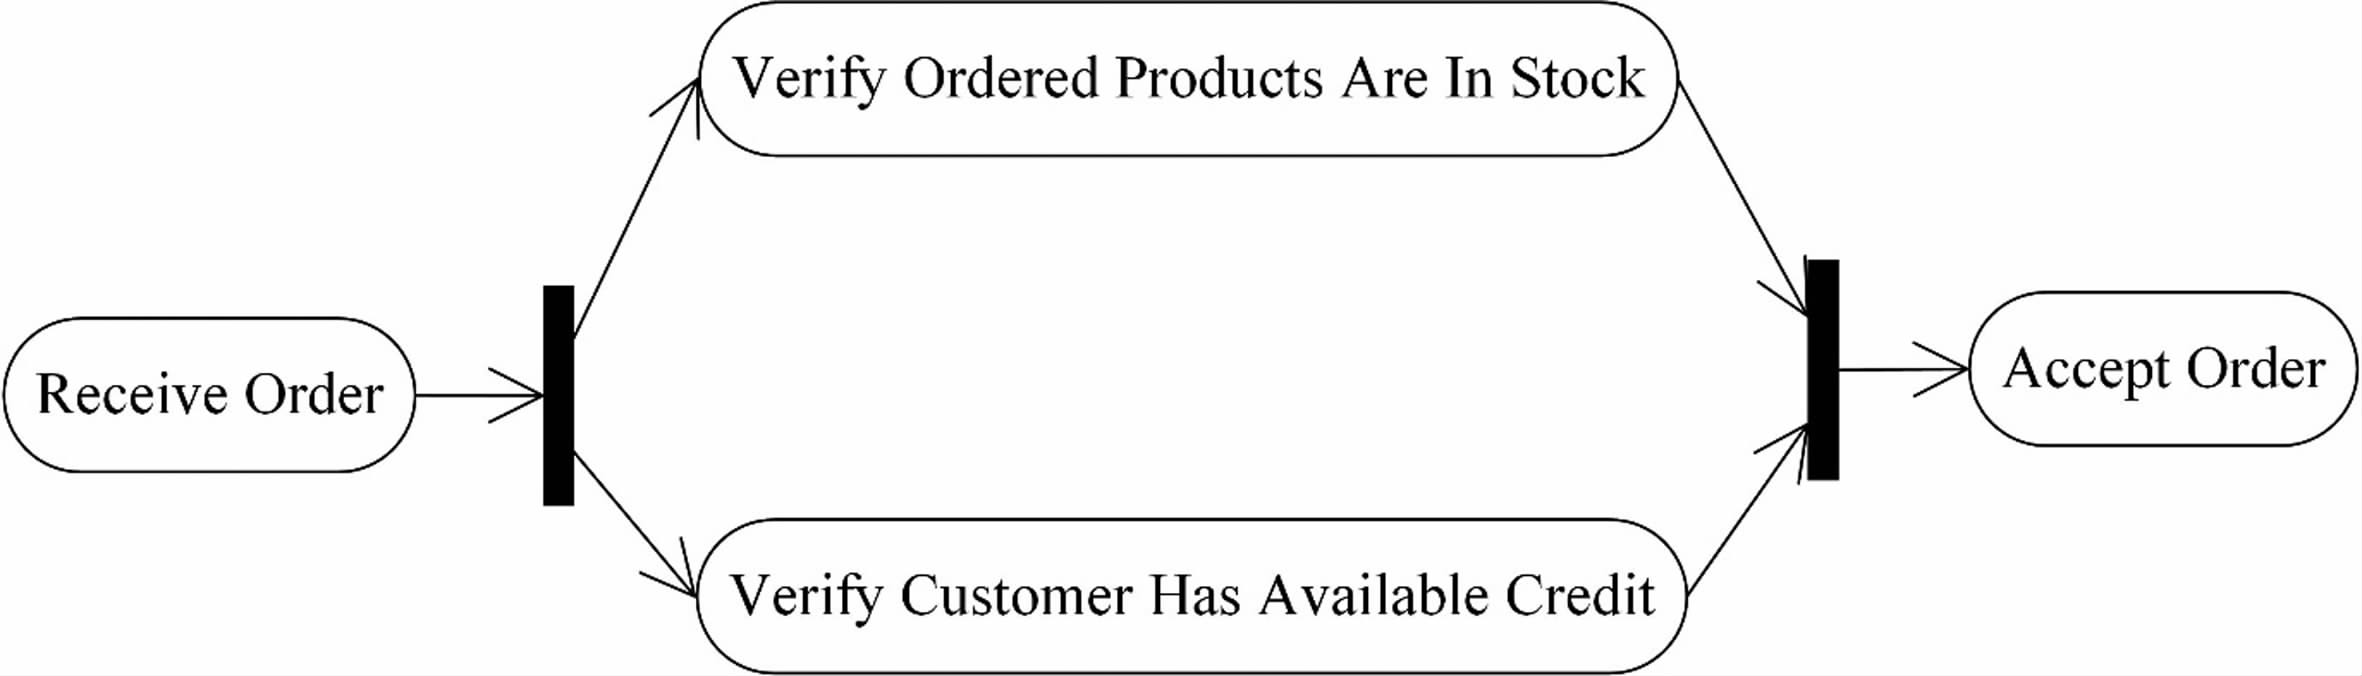 Verify Ordered Products Are In Stock
Receive Order
Accept Order
Verify Customer Has Available Credit